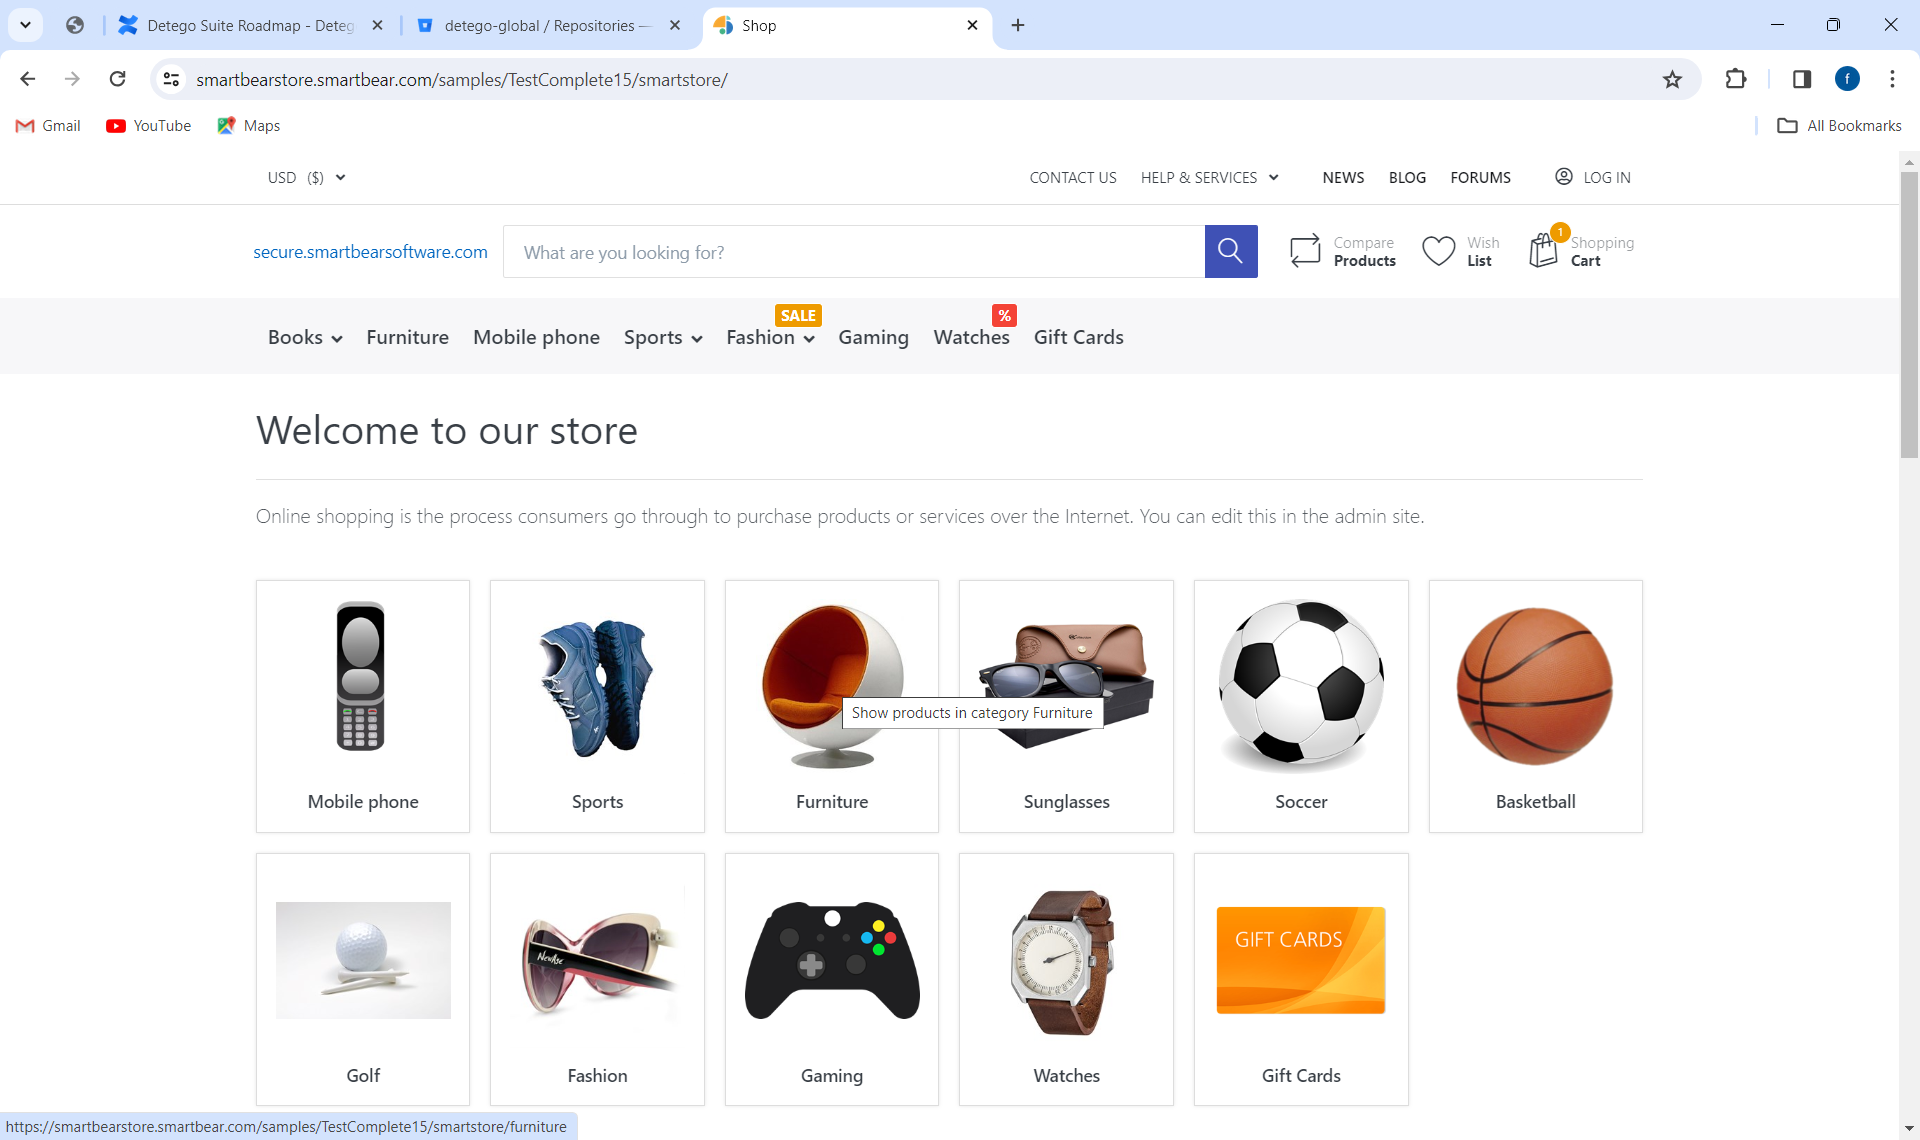 Detego Suite Roadmap - Deteg
detego-global / Repositories —
Shop
smartbearstore.smartbear.com/samples/TestComplete15/smartstore/
f
Gmail
YouTube
Maps
All Bookmarks
USD ($)
CONTACT US
HELP & SERVICES
NEWS
BLOG
FORUMS
LOG IN
secure.smartbearsoftware.com
What are you looking for?
Compare
Products
Wish
List
1
Shopping
Cart
SALE
%
Books
Furniture
Mobile phone
Sports
Fashion
Gaming
Watches
Gift Cards
Welcome to our store
Online shopping is the process consumers go through to purchase products or services over the Internet. You can edit this in the admin site.
Show products in category Furniture
Mobile phone
Sports
Furniture
Sunglasses
Soccer
Basketball
NewAge
GIFT CARDS
Golf
Fashion
Gaming
Watches
Gift Cards
https://smartbearstore.smartbear.com/samples/TestComplete15/smartstore/furniture